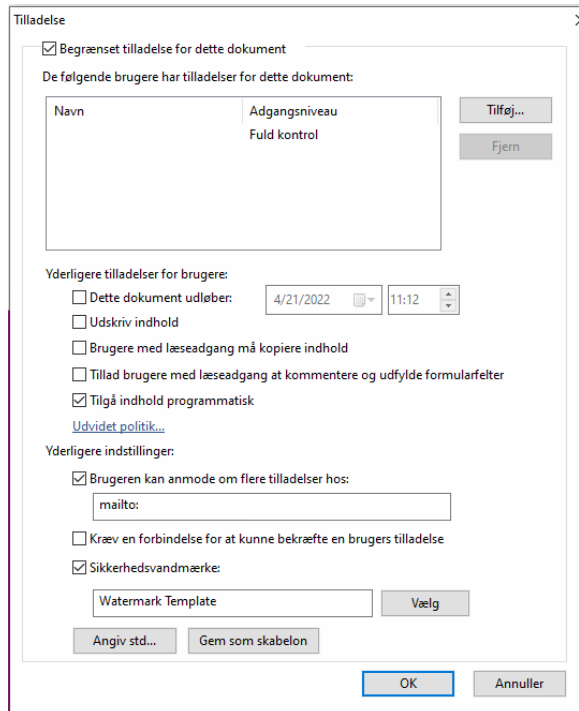 Tilladelse
Begrænset tilladelse for dette dokument
De følgende brugere har tilladelser for dette dokument:
Navn Adgangsniveau
Fuld kontrol
Tilføj...
Fjern
Yderligere tilladelser for brugere:
Dette dokument udløber: 4/21/2022 11:12
Udskriv indhold
Brugere med læseadgang må kopiere indhold
Tillad brugere med læseadgang at kommentere og udfylde formularfelter
Tilgå indhold programmatisk
Udvidet politik...
Yderligere indstillinger:
Brugeren kan anmode om flere tilladelser hos:
mailto:
Kræv en forbindelse for at kunne bekræfte en brugers tilladelse
Sikkerhedsvandmærke:
Watermark Template Vælg
Angiv std... Gem som skabelon
OK Annuller